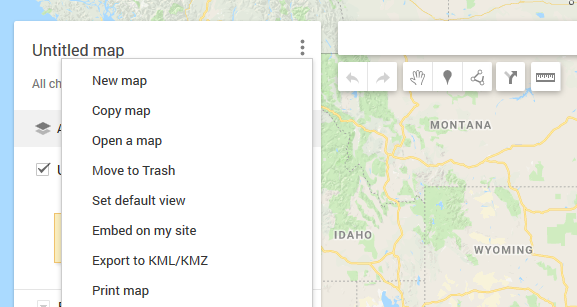 Untitled map
All ch
New map
Copy map
Open a map
Move to Trash
Set default view
Embed on my site
Export to KML/KMZ
Print map
MONTANA
IDAHO
WYOMING